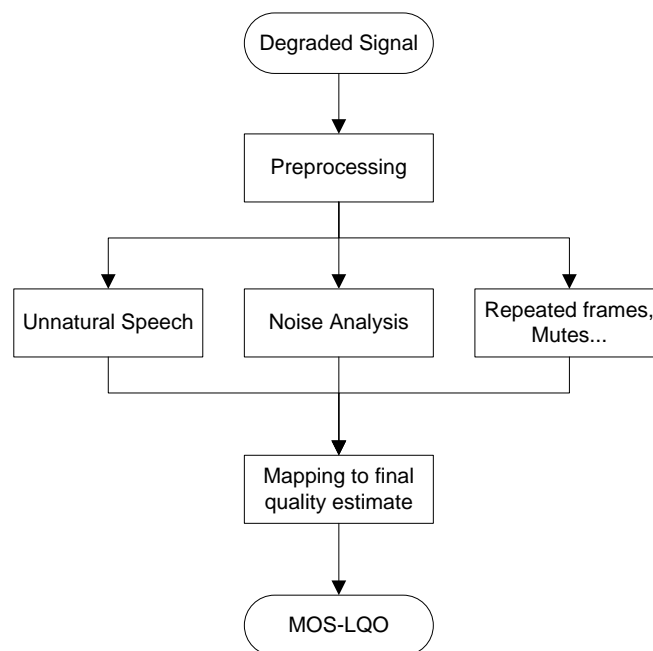 Degraded Signal
Preprocessing
Unnatural Speech
Noise Analysis
Repeated frames,
Mutes...
Mapping to final
quality estimate
MOS-LQO